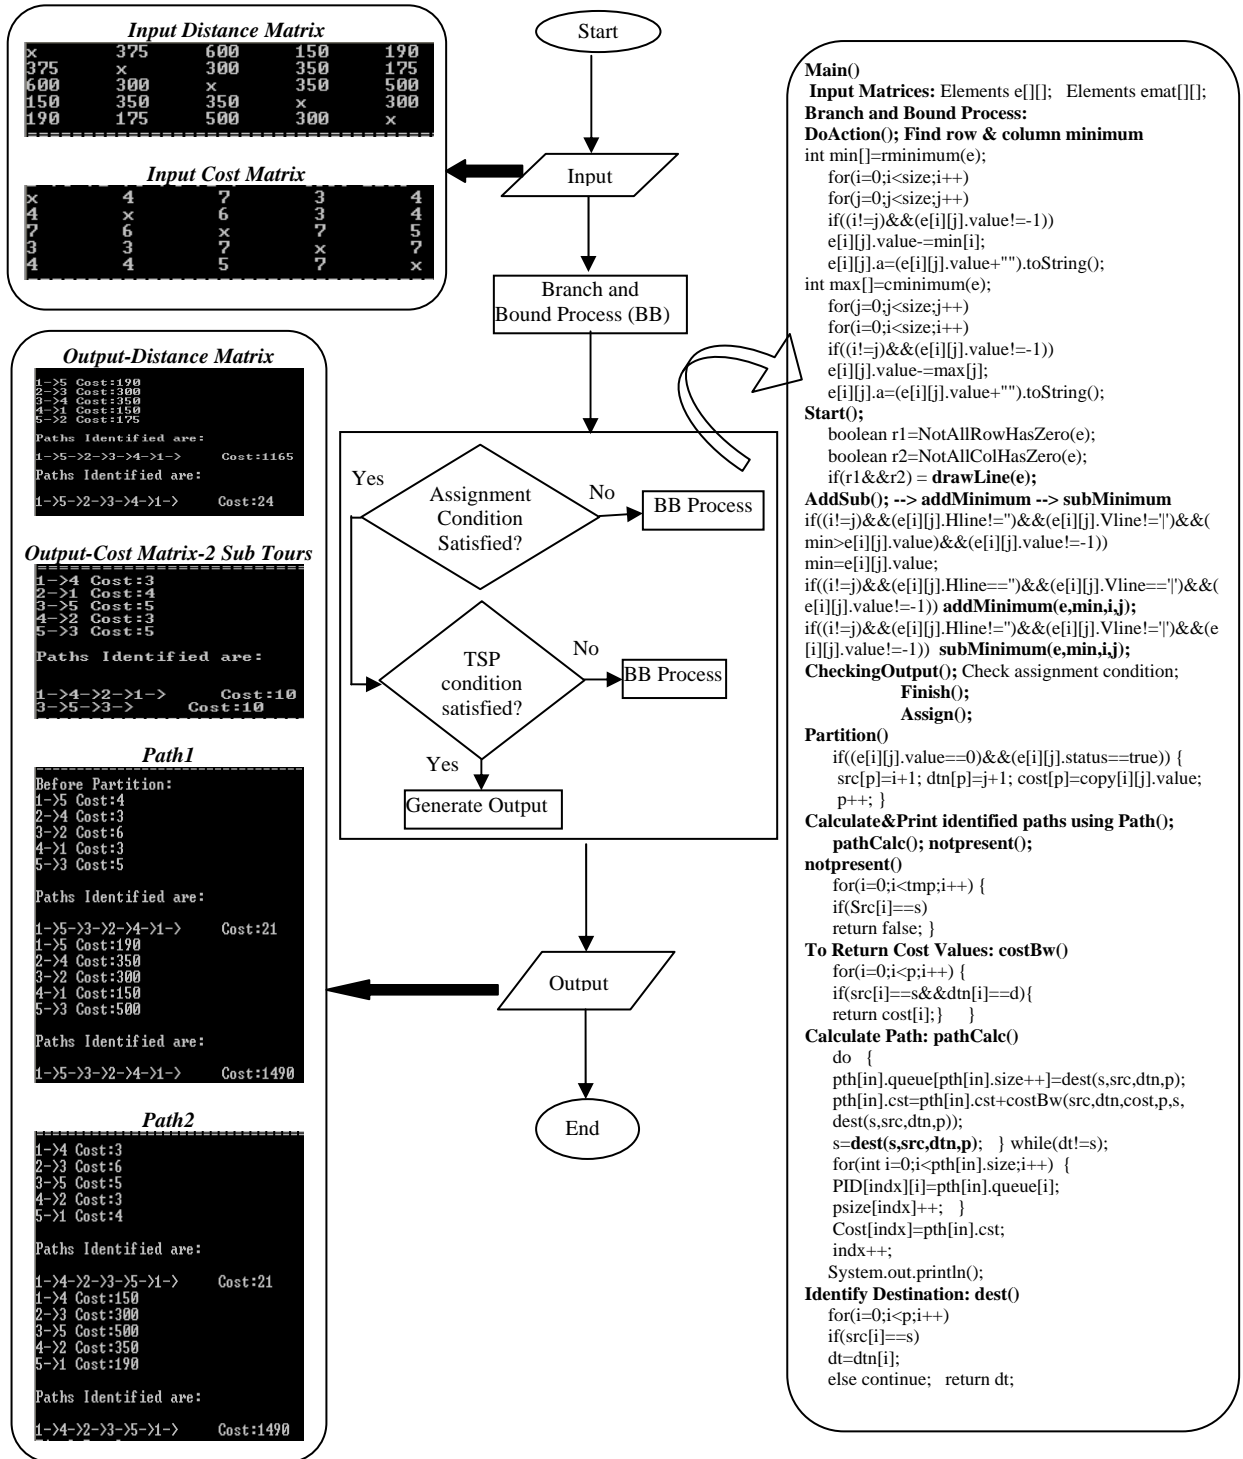 Input Distance Matrix
x 375 600 150 190
375 x 300 350 175
600 300 x 350 500
150 350 350 x 300
190 175 500 300 x
Input Cost Matrix
x 4 7 3 4
4 x 6 3 4
7 6 x 7 5
3 3 7 x 7
4 4 5 7 x
Output-Distance Matrix
1->5 Cost:190
2->3 Cost:300
3->4 Cost:350
4->1 Cost:150
5->2 Cost:175
Paths Identified are:
1->5->2->3->4->1-> Cost:1165
Paths Identified are:
1->5->2->3->4->1-> Cost:24
Output-Cost Matrix-2 Sub Tours
1->4 Cost:3
2->1 Cost:4
3->5 Cost:5
4->2 Cost:3
5->3 Cost:5
Paths Identified are:
1->4->2->1-> Cost:10
3->5->3-> Cost:10
Path1
Before Partition:
1->5 Cost:4
2->4 Cost:3
3->2 Cost:6
4->1 Cost:3
5->3 Cost:5
Paths Identified are:
1->5->3->2->4->1-> Cost:21
1->5 Cost:190
2->4 Cost:350
3->2 Cost:300
4->1 Cost:150
5->3 Cost:500
Paths Identified are:
1->5->3->2->4->1-> Cost:1490
Path2
1->4 Cost:3
2->3 Cost:6
3->5 Cost:5
4->2 Cost:3
5->1 Cost:4
Paths Identified are:
1->4->2->3->5->1-> Cost:21
1->4 Cost:150
2->3 Cost:300
3->5 Cost:500
4->2 Cost:350
5->1 Cost:190
Paths Identified are:
1->4->2->3->5->1-> Cost:1490
Start
Input
Branch and
Bound Process (BB)
Yes
Assignment
Condition
Satisfied?
No
BB Process
TSP
condition
satisfied?
No
BB Process
Yes
Generate Output
Output
End
Main()
Input Matrices: Elements e[][]; Elements emat[][];
Branch and Bound Process:
DoAction(); Find row & column minimum
int min[]=rminimum(e);
for(i=0;i<size;i++)
for(j=0;j<size;j++)
if((i!=j)&&(e[i][j].value!=-1))
e[i][j].value-=min[i];
e[i][j].a=(e[i][j].value+"").toString();
int max[]=cminimum(e);
for(j=0;j<size;j++)
for(i=0;i<size;i++)
if((i!=j)&&(e[i][j].value!=-1))
e[i][j].value-=max[j];
e[i][j].a=(e[i][j].value+"").toString();
Start();
boolean r1=NotAllRowHasZero(e);
boolean r2=NotAllColHasZero(e);
if(r1&&r2) = drawLine(e);
AddSub(); --> addMinimum --> subMinimum
if((i!=j)&&(e[i][j].Hline!='')&&(e[i][j].Vline!='|')&&(
min>e[i][j].value)&&(e[i][j].value!=-1))
min=e[i][j].value;
if((i!=j)&&(e[i][j].Hline=='')&&(e[i][j].Vline=='|')&&(
e[i][j].value!=-1)) addMinimum(e,min,i,j);
if((i!=j)&&(e[i][j].Hline!='')&&(e[i][j].Vline!='|')&&(e
[i][j].value!=-1)) subMinimum(e,min,i,j);
CheckingOutput(); Check assignment condition;
Finish();
Assign();
Partition()
if((e[i][j].value==0)&&(e[i][j].status==true)) {
src[p]=i+1; dtn[p]=j+1; cost[p]=copy[i][j].value;
p++; }
Calculate&Print identified paths using Path();
pathCalc(); notpresent();
notpresent()
for(i=0;i<tmp;i++) {
if(Src[i]==s)
return false; }
To Return Cost Values: costBw()
for(i=0;i<p;i++) {
if(src[i]==s&&dtn[i]==d){
return cost[i];} }
Calculate Path: pathCalc()
do {
pth[in].queue[pth[in].size++]=dest(s,src,dtn,p);
pth[in].cst=pth[in].cst+costBw(src,dtn,cost,p,s,
dest(s,src,dtn,p));
s=dest(s,src,dtn,p); } while(dt!=s);
for(int i=0;i<pth[in].size;i++) {
PID[indx][i]=pth[in].queue[i];
psize[indx]++; }
Cost[indx]=pth[in].cst;
indx++;
System.out.println();
Identify Destination: dest()
for(i=0;i<p;i++)
if(src[i]==s)
dt=dtn[i];
else continue; return dt;